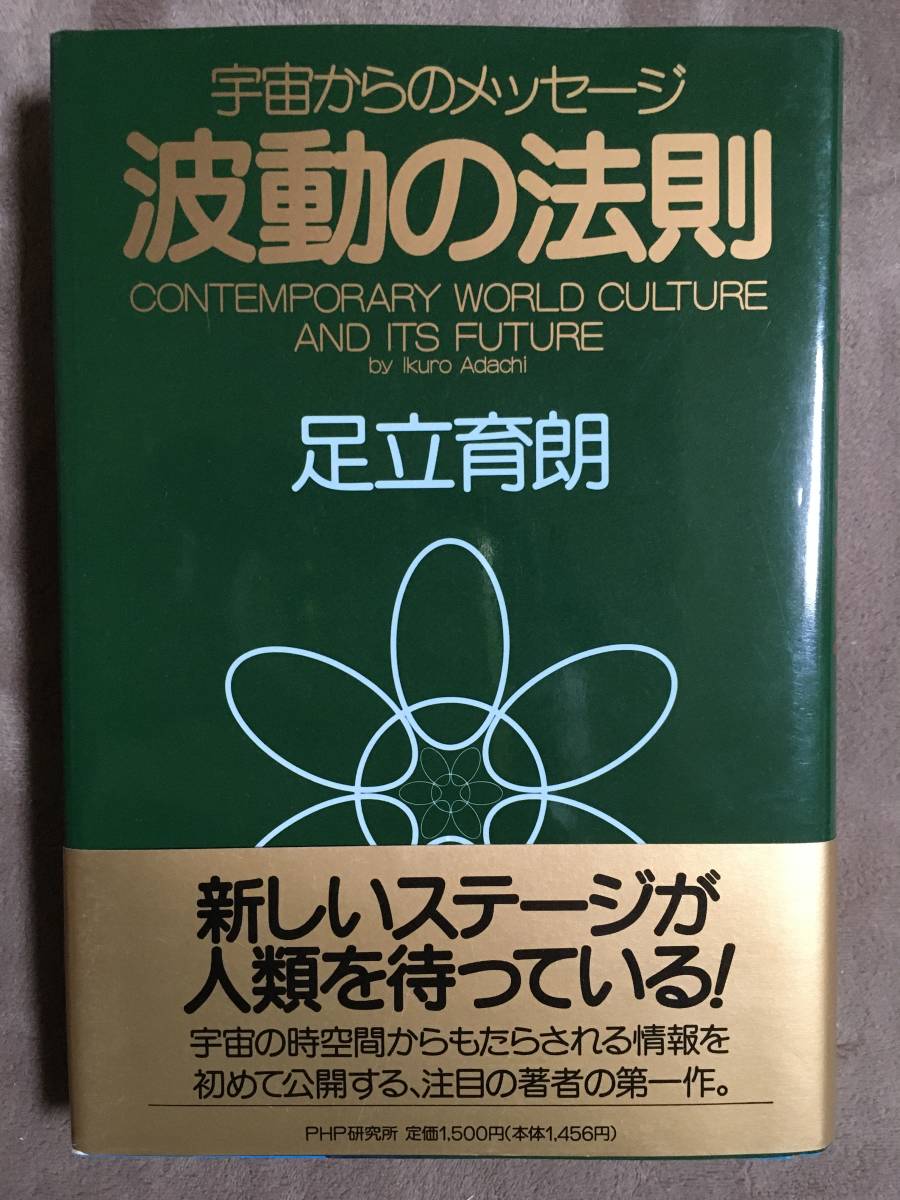 宇宙からのメッセージ
波動の法則
CONTEMPORARY WORLD CULTURE
AND ITS FUTURE
by Ikuro Adachi
足立育朗
新しいステージが
人類を待っている!
宇宙の時空間からもたらされる情報を
初めて公開する、注目の著者の第一作。
PHP研究所 定価1,500円(本体1,456円)